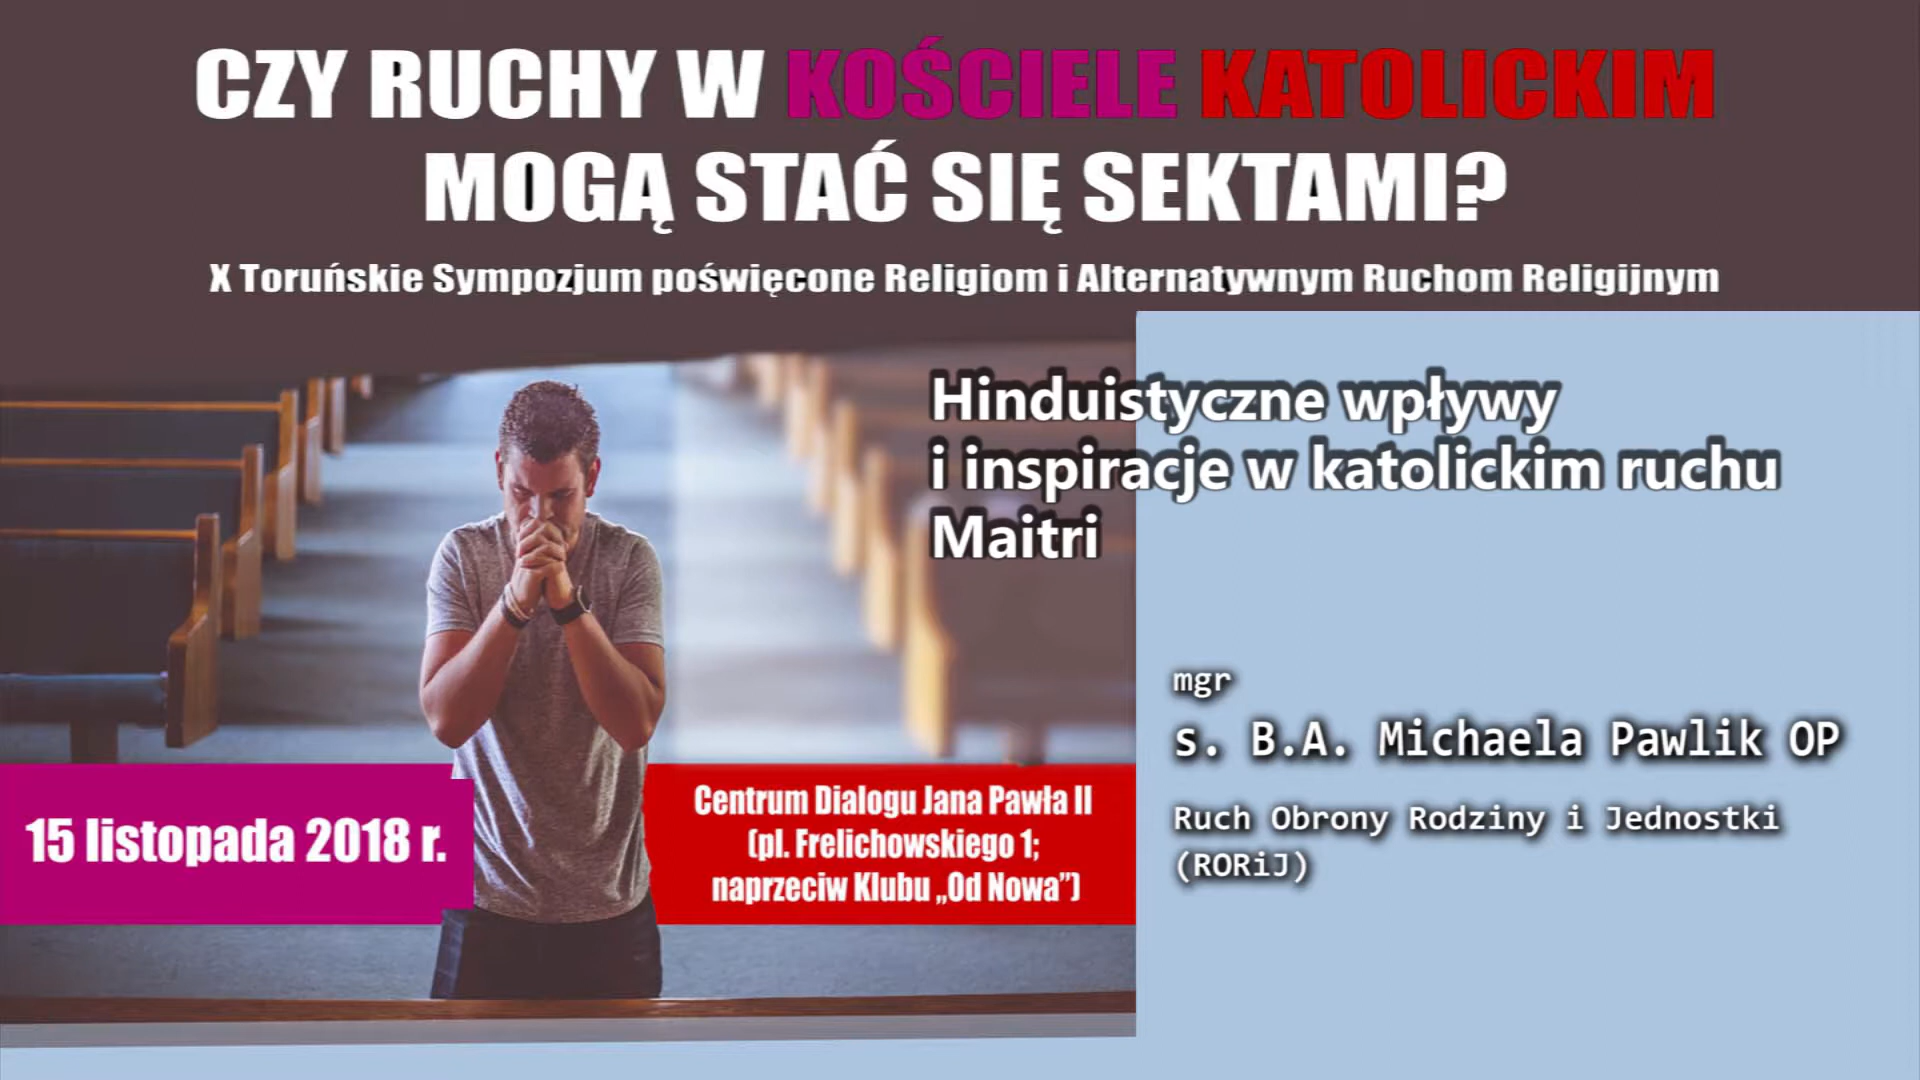 CZY RUCHY W KOŚCIELE KATOLICKIM
MOGĄ STAĆ SIĘ SEKTAMI?
X Toruńskie Sympozjum poświęcone Religiom i Alternatywnym Ruchom Religijnym
Hinduistyczne wpływy
i inspiracje w katolickim ruchu
Maitri
mgr
s. B.A. Michaela Pawlik OP
Ruch Obrony Rodziny i Jednostki
(RORiJ)
15 listopada 2018 r.
Centrum Dialogu Jana Pawła II
(pl. Frelichowskiego 1;
naprzeciw Klubu „Od Nowa”)